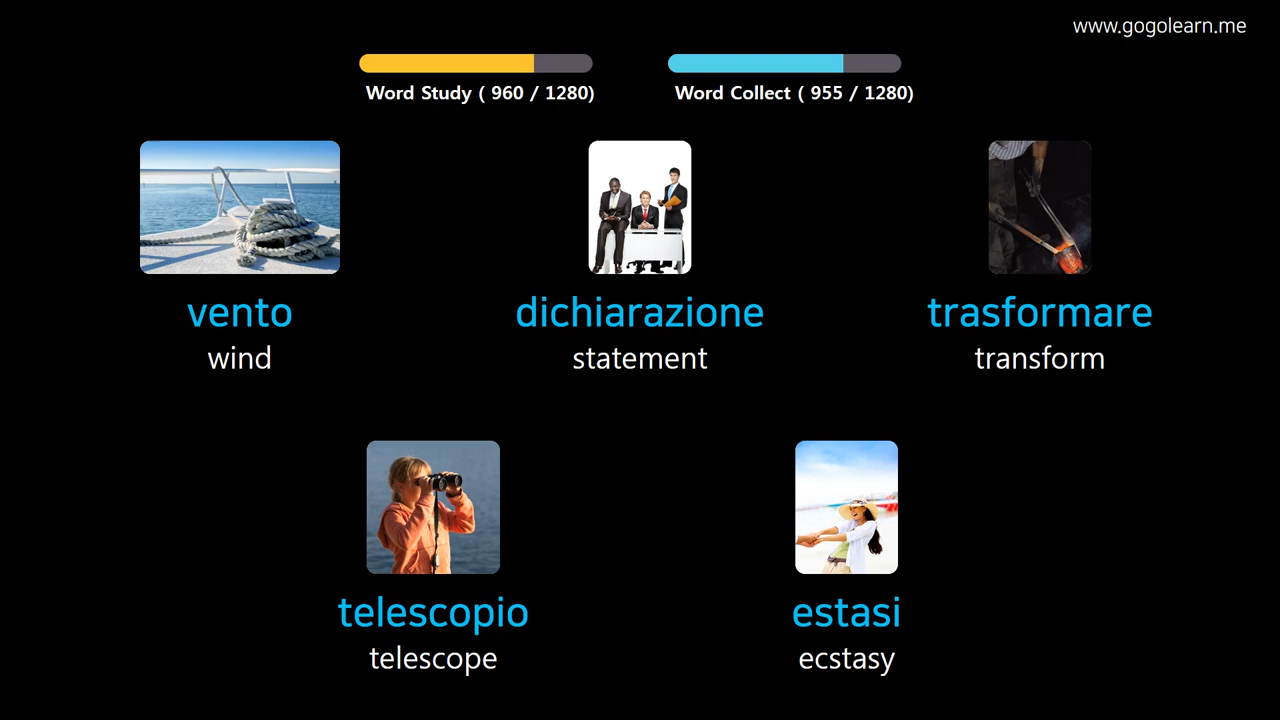 www.gogolearn.me
Word Study ( 960 / 1280)
Word Collect ( 955 / 1280)
vento
wind
dichiarazione
statement
trasformare
transform
telescopio
telescope
estasi
ecstasy